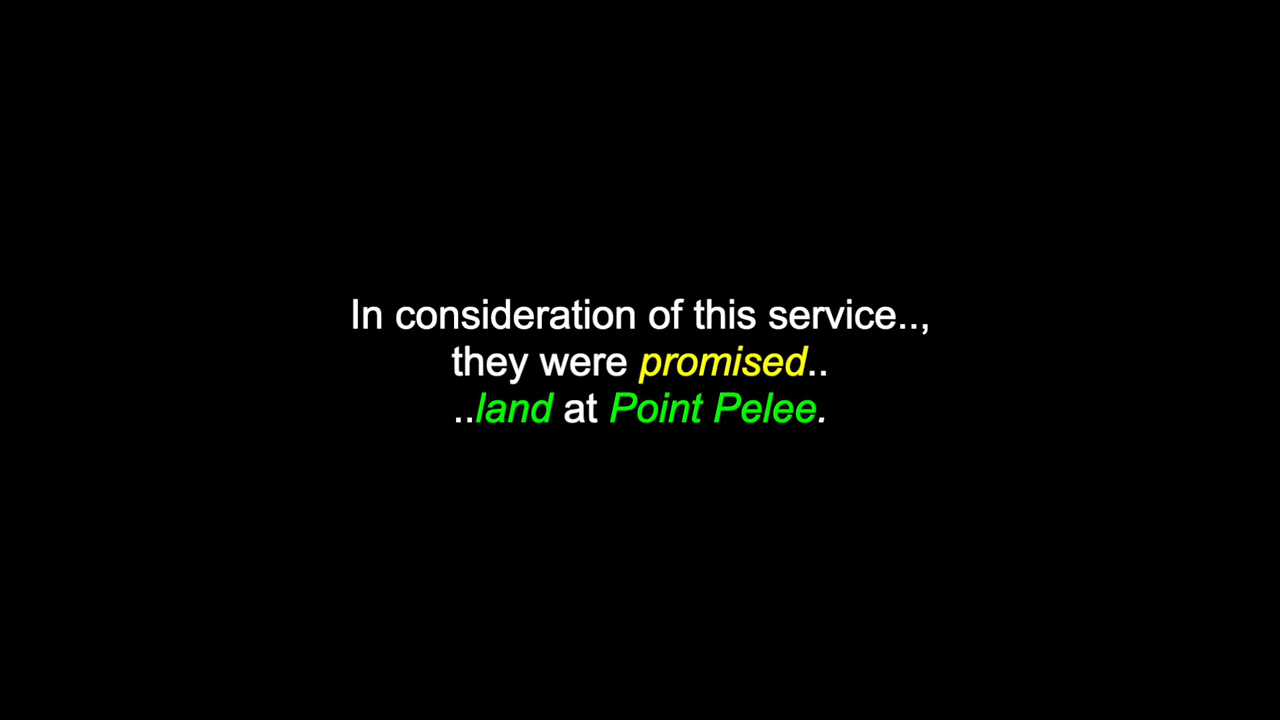 In consideration of this service..,
they were promised..
..land at Point Pelee.